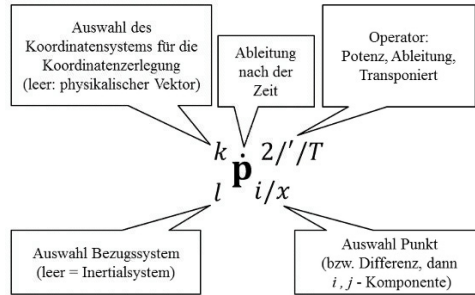 Auswahl des
Koordinatensystems für die
Koordinatenzerlegung
(leer: physikalischer Vektor)
Ableitung
nach der
Zeit
Operator:
Potenz, Ableitung,
Transponiert
k ṗ 2/′/T
l i/x
Auswahl Bezugssystem
(leer = Inertialsystem)
Auswahl Punkt
(bzw. Differenz, dann
i , j - Komponente)